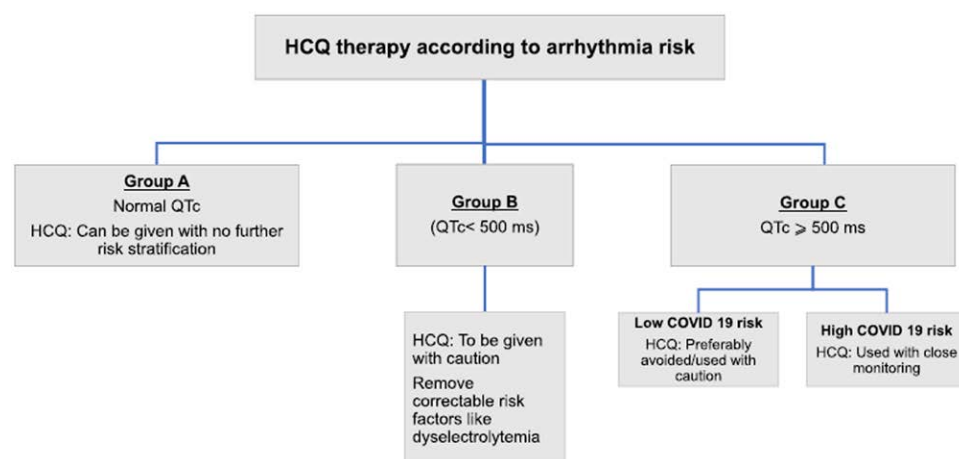 HCQ therapy according to arrhythmia risk
Group A
Normal QTc
HCQ: Can be given with no further
risk stratification
Group B
(QTc< 500 ms)
HCQ: To be given
with caution
Remove
correctable risk
factors like
dyselectrolytemia
Group C
QTc ⩾ 500 ms
Low COVID 19 risk
HCQ: Preferably
avoided/used with
caution
High COVID 19 risk
HCQ: Used with close
monitoring